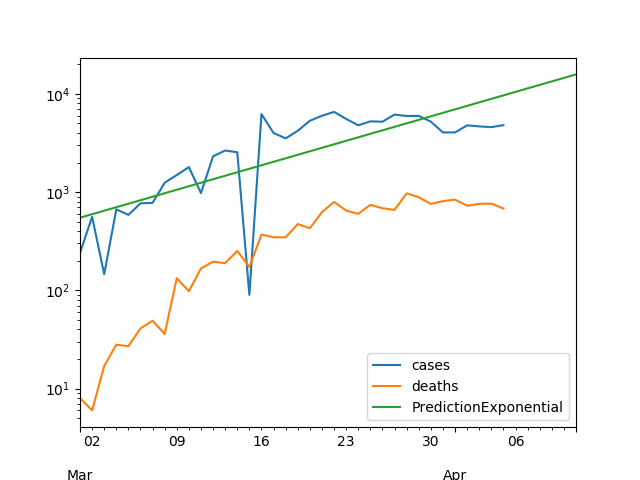 10^4
10^3
10^2
10^1
cases
deaths
PredictionExponential
02 09 16 23 30 06
Mar Apr